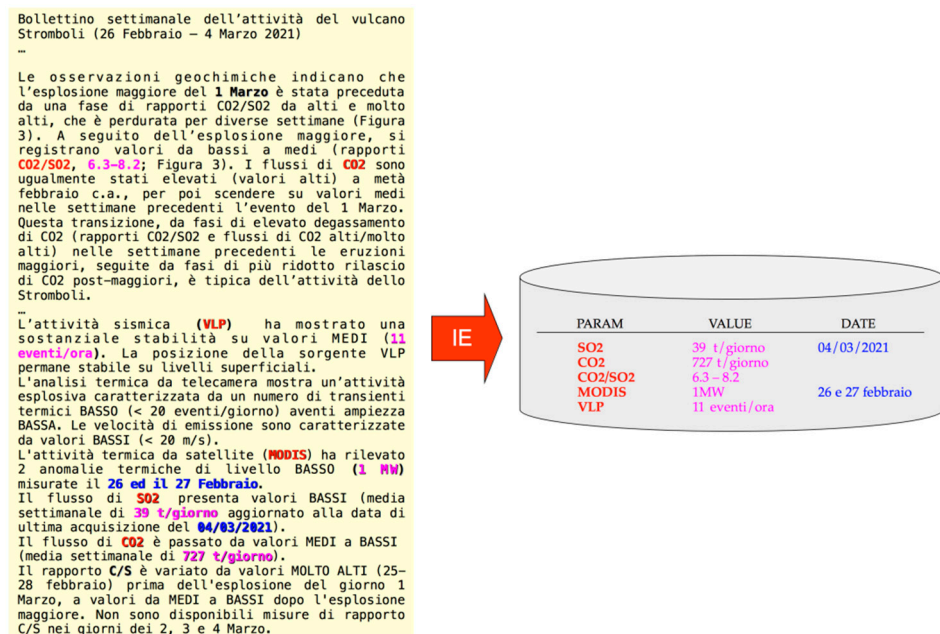 Bollettino settimanale dell'attività del vulcano
Stromboli (26 Febbraio – 4 Marzo 2021)
…
Le osservazioni geochimiche indicano che
l'esplosione maggiore del 1 Marzo è stata preceduta
da una fase di rapporti CO2/SO2 da alti e molto
alti, che è perdurata per diverse settimane (Figura
3). A seguito dell'esplosione maggiore, si
registrano valori da bassi a medi (rapporti
CO2/SO2, 6.3–8.2; Figura 3). I flussi di CO2 sono
ugualmente stati elevati (valori alti) a metà
febbraio c.a., per poi scendere su valori medi
nelle settimane precedenti l'evento del 1 Marzo.
Questa transizione, da fasi di elevato degassamento
di CO2 (rapporti CO2/SO2 e flussi di CO2 alti/molto
alti) nelle settimane precedenti le eruzioni
maggiori, seguite da fasi di più ridotto rilascio
di CO2 post-maggiori, è tipica dell'attività dello
Stromboli.
…
L'attività sismica (VLP) ha mostrato una
sostanziale stabilità su valori MEDI (11
eventi/ora). La posizione della sorgente VLP
permane stabile su livelli superficiali.
L'analisi termica da telecamera mostra un'attività
esplosiva caratterizzata da un numero di transienti
termici BASSO (< 20 eventi/giorno) aventi ampiezza
BASSA. Le velocità di emissione sono caratterizzate
da valori BASSI (< 20 m/s).
L'attività termica da satellite (MODIS) ha rilevato
2 anomalie termiche di livello BASSO (1 MW)
misurate il 26 ed il 27 Febbraio.
Il flusso di SO2 presenta valori BASSI (media
settimanale di 39 t/giorno aggiornato alla data di
ultima acquisizione del 04/03/2021).
Il flusso di CO2 è passato da valori MEDI a BASSI
(media settimanale di 727 t/giorno).
Il rapporto C/S è variato da valori MOLTO ALTI (25–
28 febbraio) prima dell'esplosione del giorno 1
Marzo, a valori da MEDI a BASSI dopo l'esplosione
maggiore. Non sono disponibili misure di rapporto
C/S nei giorni dei 2, 3 e 4 Marzo.
IE
PARAM VALUE DATE
SO2 39 t/giorno 04/03/2021
CO2 727 t/giorno
CO2/SO2 6.3 – 8.2
MODIS 1MW 26 e 27 febbraio
VLP 11 eventi/ora